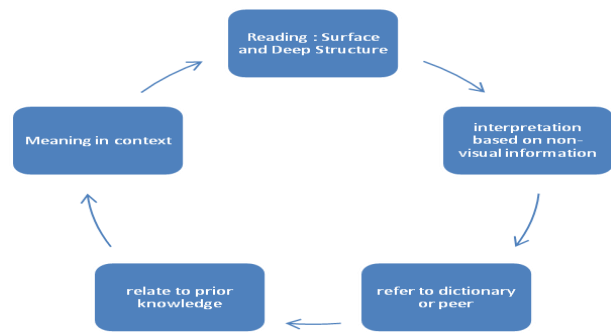 Reading : Surface
and Deep Structure
interpretation
based on non-
visual information
refer to dictionary
or peer
relate to prior
knowledge
Meaning in context